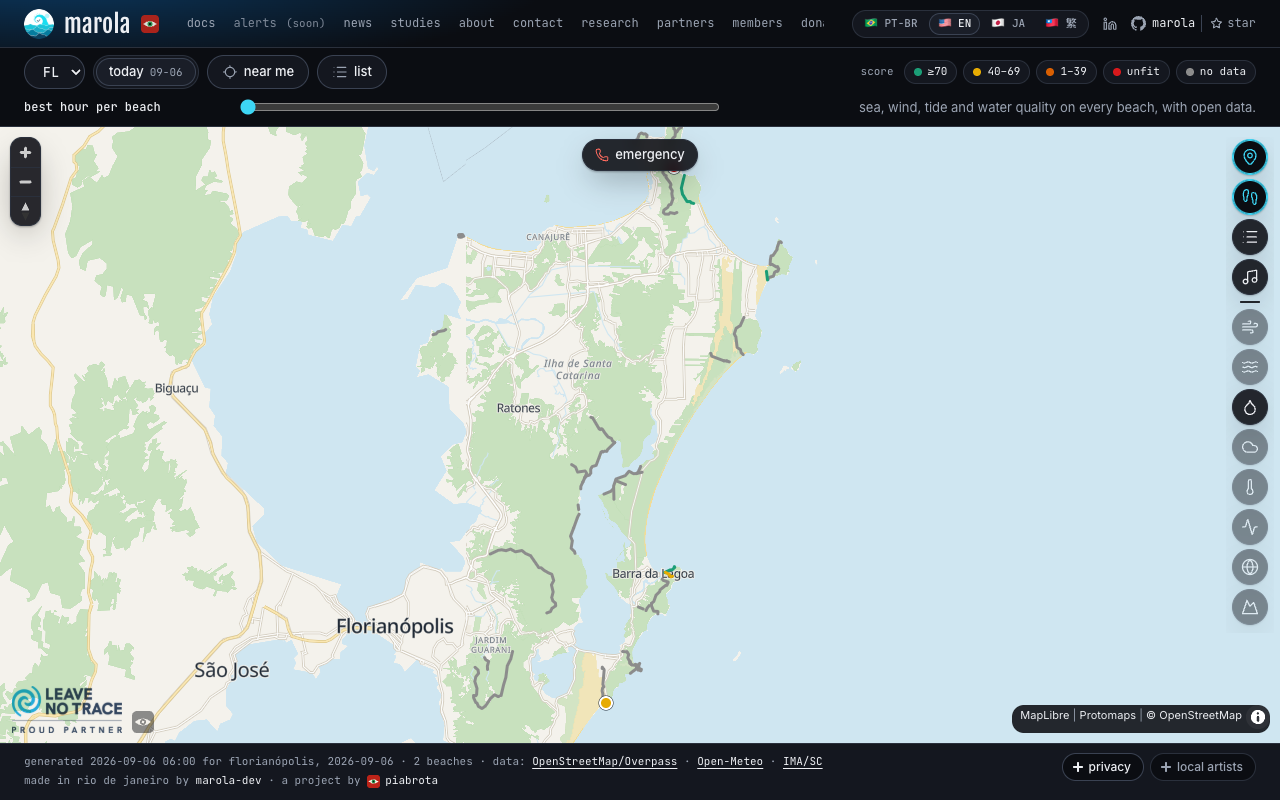 marola docs alerts (soon) news studies about contact research partners members don PT-BR EN JA 繁 marola star
FL today 09-06 near me list score ≥70 40–69 1–39 unfit no data
best hour per beach sea, wind, tide and water quality on every beach, with open data.
emergency
CANAJURÊ
Ilha de Santa
Catarina
Biguaçu
Ratones
Barra da Lagoa
Florianópolis
JARDIM
GUARANI
São José
LEAVE
NO TRACE
PROUD PARTNER
MapLibre | Protomaps | © OpenStreetMap
generated 2026-09-06 06:00 for florianópolis, 2026-09-06 · 2 beaches · data: OpenStreetMap/Overpass · Open-Meteo · IMA/SC
made in rio de janeiro by marola-dev · a project by piabrota
+ privacy + local artists